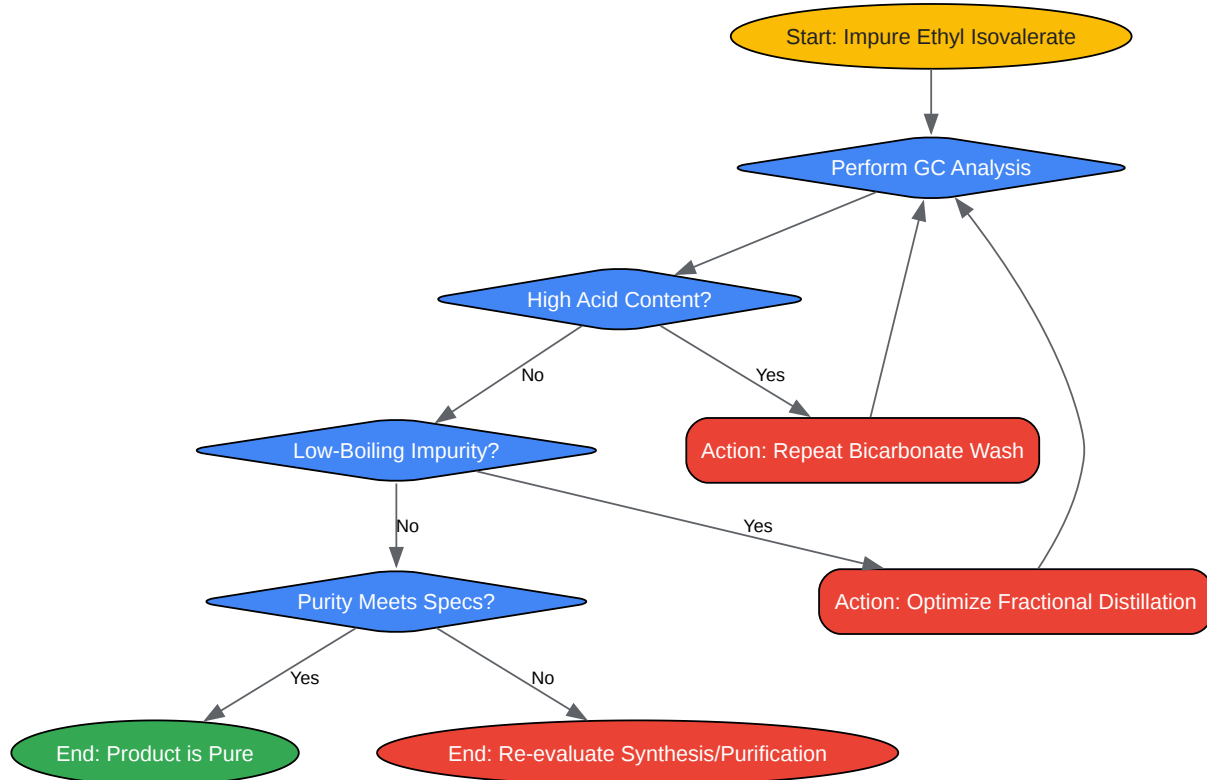 Start: Impure Ethyl Isovalerate
Perform GC Analysis
High Acid Content?
No
Yes
Low-Boiling Impurity?
Action: Repeat Bicarbonate Wash
No
Yes
Purity Meets Specs?
Action: Optimize Fractional Distillation
Yes
No
End: Product is Pure
End: Re-evaluate Synthesis/Purification